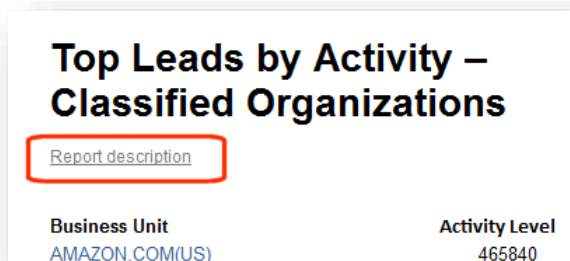 Top Leads by Activity –
Classified Organizations
Report description
Business Unit Activity Level
AMAZON.COM(US) 465840